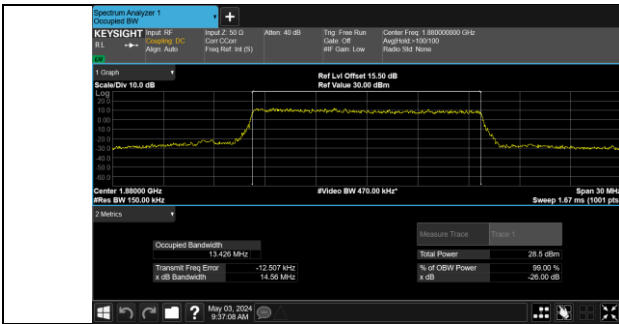 Spectrum Analyzer 1
Occupied BW
+
KEYSIGHT Input: RF Input Z: 50 Ω Atten: 40 dB Trig: Free Run Center Freq: 1.880000000 GHz
RL Coupling: DC Corr CCorr Gate: Off Avg|Hold:>100/100
Align: Auto Freq Ref: Int (S) #IF Gain: Low Radio Std: None
1 Graph
Ref Lvl Offset 15.50 dB
Scale/Div 10.0 dB Ref Value 30.00 dBm
Log
20.0
10.0
0.00
-10.0
-20.0
-30.0
-40.0
-50.0
-60.0
Center 1.88000 GHz #Video BW 470.00 kHz* Span 30 MHz
#Res BW 150.00 kHz Sweep 1.67 ms (1001 pts)
2 Metrics
Measure Trace Trace 1
Occupied Bandwidth
13.426 MHz Total Power 28.5 dBm
Transmit Freq Error -12.507 kHz % of OBW Power 99.00 %
x dB Bandwidth 14.56 MHz x dB -26.00 dB
?
May 03, 2024
9:37:08 AM